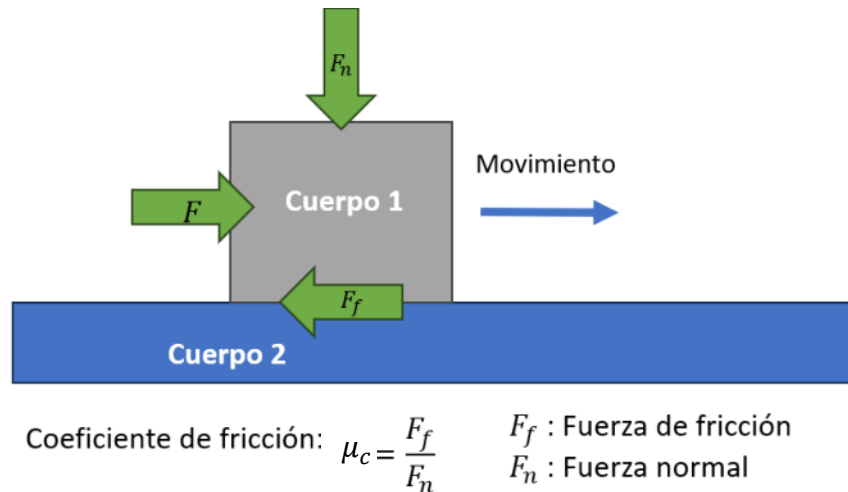 Fn
Movimiento
Cuerpo 1
F
Ff
Cuerpo 2
Coeficiente de fricción: μc = Ff / Fn
Ff : Fuerza de fricción
Fn : Fuerza normal